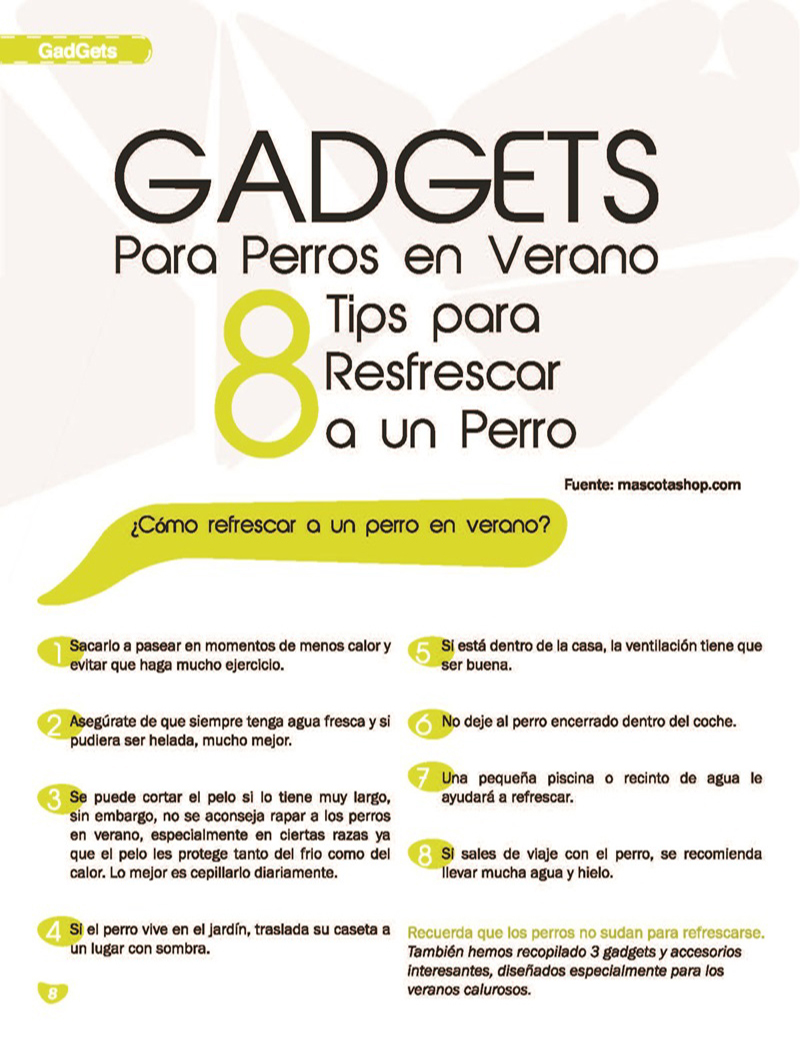 GadGets
GADGETS
Para Perros en Verano
8
Tips para
Resfrescar
a un Perro
Fuente: mascotashop.com
¿Cómo refrescar a un perro en verano?
1 Sacarlo a pasear en momentos de menos calor y
evitar que haga mucho ejercicio.
2 Asegúrate de que siempre tenga agua fresca y si
pudiera ser helada, mucho mejor.
3 Se puede cortar el pelo si lo tiene muy largo,
sin embargo, no se aconseja rapar a los perros
en verano, especialmente en ciertas razas ya
que el pelo les protege tanto del frio como del
calor. Lo mejor es cepillarlo diariamente.
4 Si el perro vive en el jardín, traslada su caseta a
un lugar con sombra.
5 Si está dentro de la casa, la ventilación tiene que
ser buena.
6 No deje al perro encerrado dentro del coche.
7 Una pequeña piscina o recinto de agua le
ayudará a refrescar.
8 Si sales de viaje con el perro, se recomienda
llevar mucha agua y hielo.
Recuerda que los perros no sudan para refrescarse.
También hemos recopilado 3 gadgets y accesorios
interesantes, diseñados especialmente para los
veranos calurosos.
8